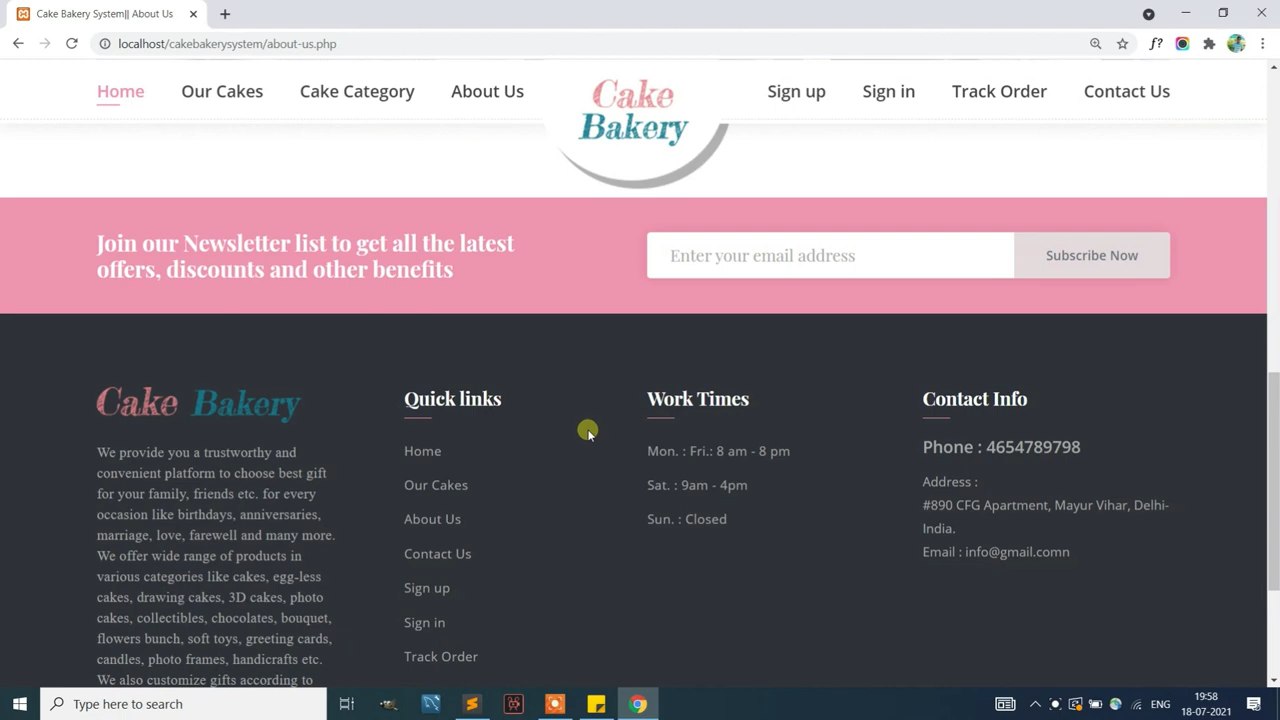 Cake Bakery System|| About Us
localhost/cakebakerysystem/about-us.php
Home
Our Cakes
Cake Category
About Us
Cake
Bakery
Sign up
Sign in
Track Order
Contact Us
Join our Newsletter list to get all the latest
offers, discounts and other benefits
Enter your email address
Subscribe Now
Cake Bakery
We provide you a trustworthy and
convenient platform to choose best gift
for your family, friends etc. for every
occasion like birthdays, anniversaries,
marriage, love, farewell and many more.
We offer wide range of products in
various categories like cakes, egg-less
cakes, drawing cakes, 3D cakes, photo
cakes, collectibles, chocolates, bouquet,
flowers bunch, soft toys, greeting cards,
candles, photo frames, handicrafts etc.
We also customize gifts according to
Quick links
Home
Our Cakes
About Us
Contact Us
Sign up
Sign in
Track Order
Work Times
Mon. : Fri.: 8 am - 8 pm
Sat. : 9am - 4pm
Sun. : Closed
Contact Info
Phone : 4654789798
Address :
#890 CFG Apartment, Mayur Vihar, Delhi-
India.
Email : info@gmail.comn
Type here to search
ENG
19:58
18-07-2021